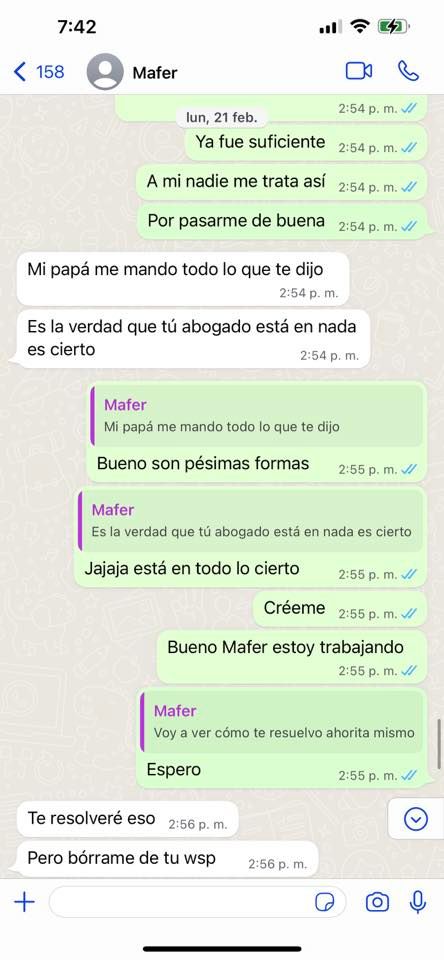 7:42
158
Mafer
2:54 p. m.
lun, 21 feb.
Ya fue suficiente 2:54 p. m.
A mi nadie me trata así 2:54 p. m.
Por pasarme de buena 2:54 p. m.
Mi papá me mando todo lo que te dijo
2:54 p. m.
Es la verdad que tú abogado está en nada
es cierto 2:54 p. m.
Mafer
Mi papá me mando todo lo que te dijo
Bueno son pésimas formas 2:55 p. m.
Mafer
Es la verdad que tú abogado está en nada es cierto
Jajaja está en todo lo cierto 2:55 p. m.
Créeme 2:55 p. m.
Bueno Mafer estoy trabajando
2:55 p. m.
Mafer
Voy a ver cómo te resuelvo ahorita mismo
Espero 2:55 p. m.
Te resolveré eso 2:56 p. m.
Pero bórrame de tu wsp 2:56 p. m.